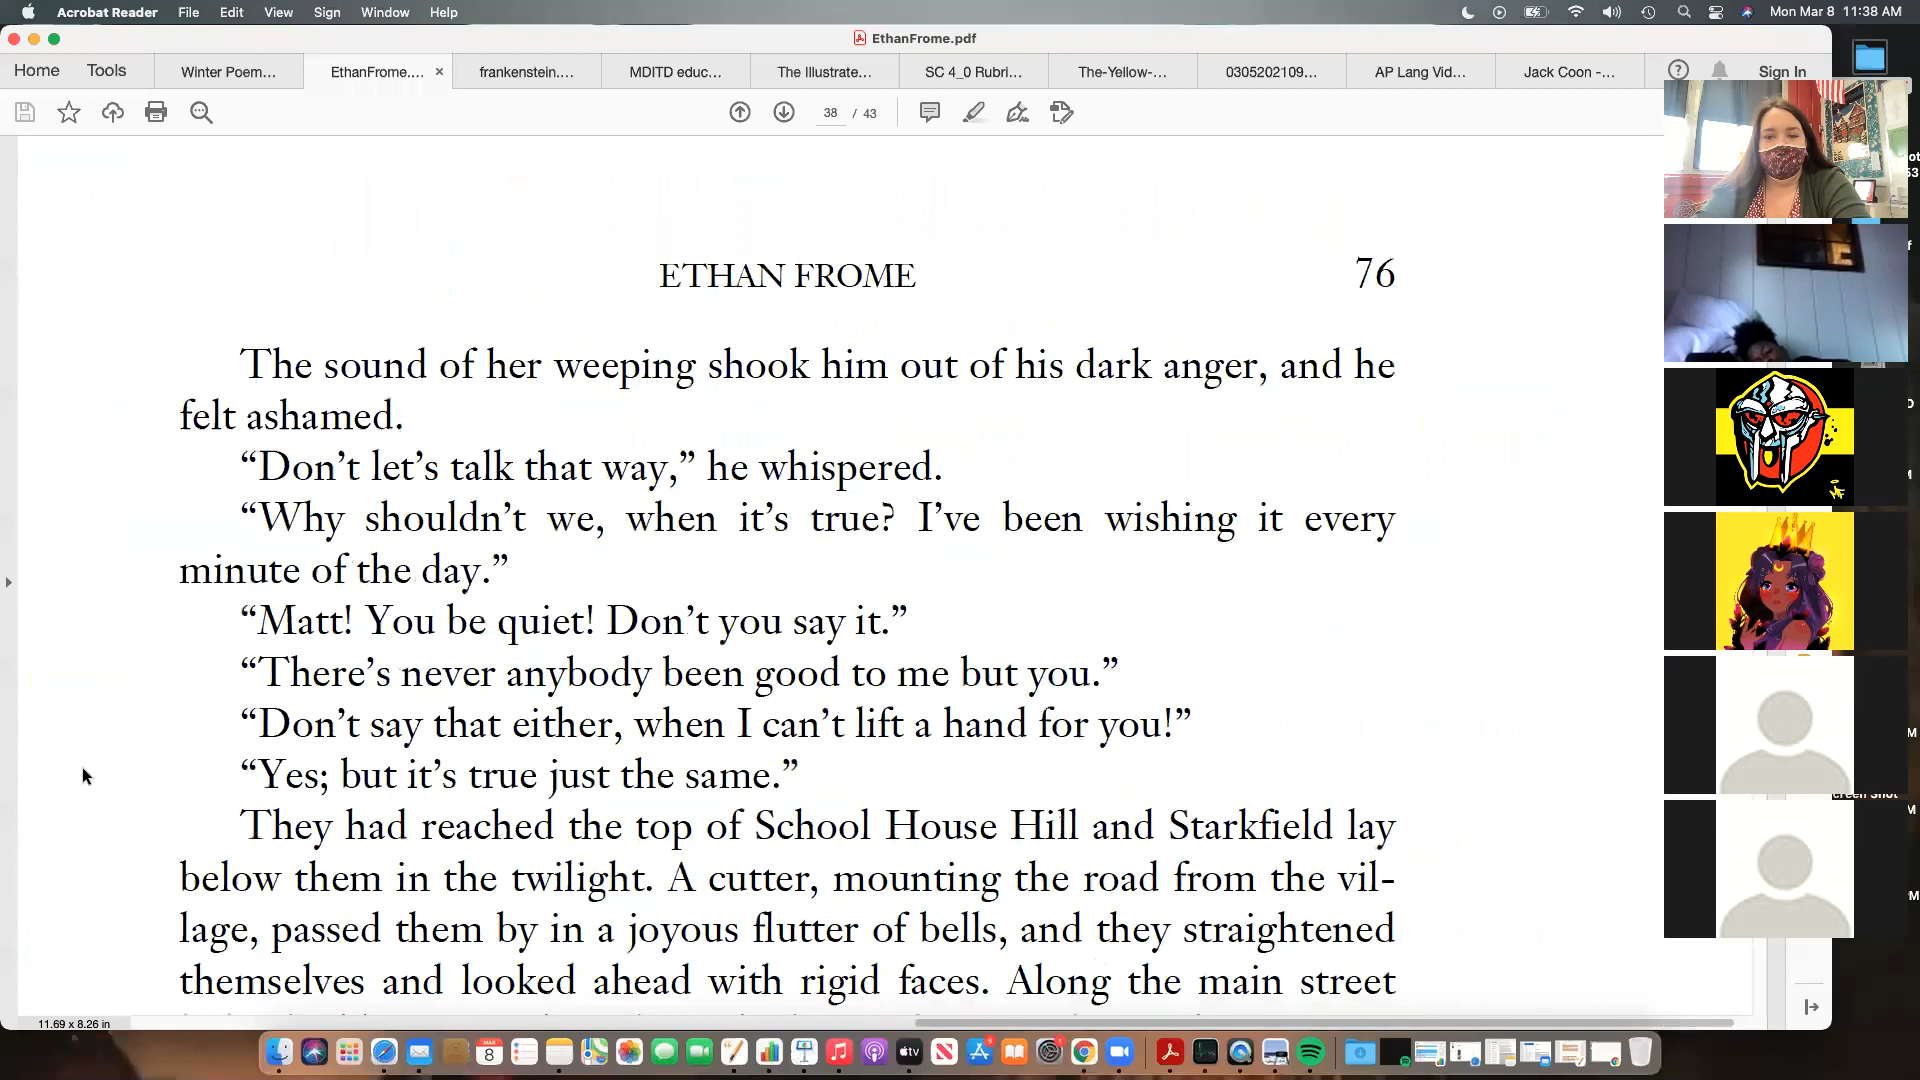 Acrobat Reader File Edit View Sign Window Help Mon Mar 8 11:38 AM
EthanFrome.pdf
Home Tools Winter Poem... EthanFrome.... × frankenstein.... MDITD educ... The Illustrate... SC 4_0 Rubri... The-Yellow-... 0305202109... AP Lang Vid... Jack Coon -... Sign In
38 / 43
ETHAN FROME 76
The sound of her weeping shook him out of his dark anger, and he
felt ashamed.
“Don’t let’s talk that way,” he whispered.
“Why shouldn’t we, when it’s true? I’ve been wishing it every
minute of the day.”
“Matt! You be quiet! Don’t you say it.”
“There’s never anybody been good to me but you.”
“Don’t say that either, when I can’t lift a hand for you!”
“Yes; but it’s true just the same.”
They had reached the top of School House Hill and Starkfield lay
below them in the twilight. A cutter, mounting the road from the vil-
lage, passed them by in a joyous flutter of bells, and they straightened
themselves and looked ahead with rigid faces. Along the main street
11.69 x 8.26 in
MAR
8
tv